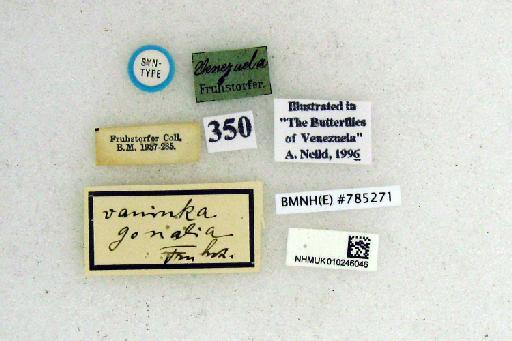 SYN-
TYPE
Venezuela
Fruhstorfer.
Fruhstorfer Coll.
B.M. 1937-285.
350
Illustrated in
"The Butterflies
of Venezuela"
A. Neild, 1996
vaninka
gonatia
Fruhst.
BMNH(E) #785271
NHMUK010246046